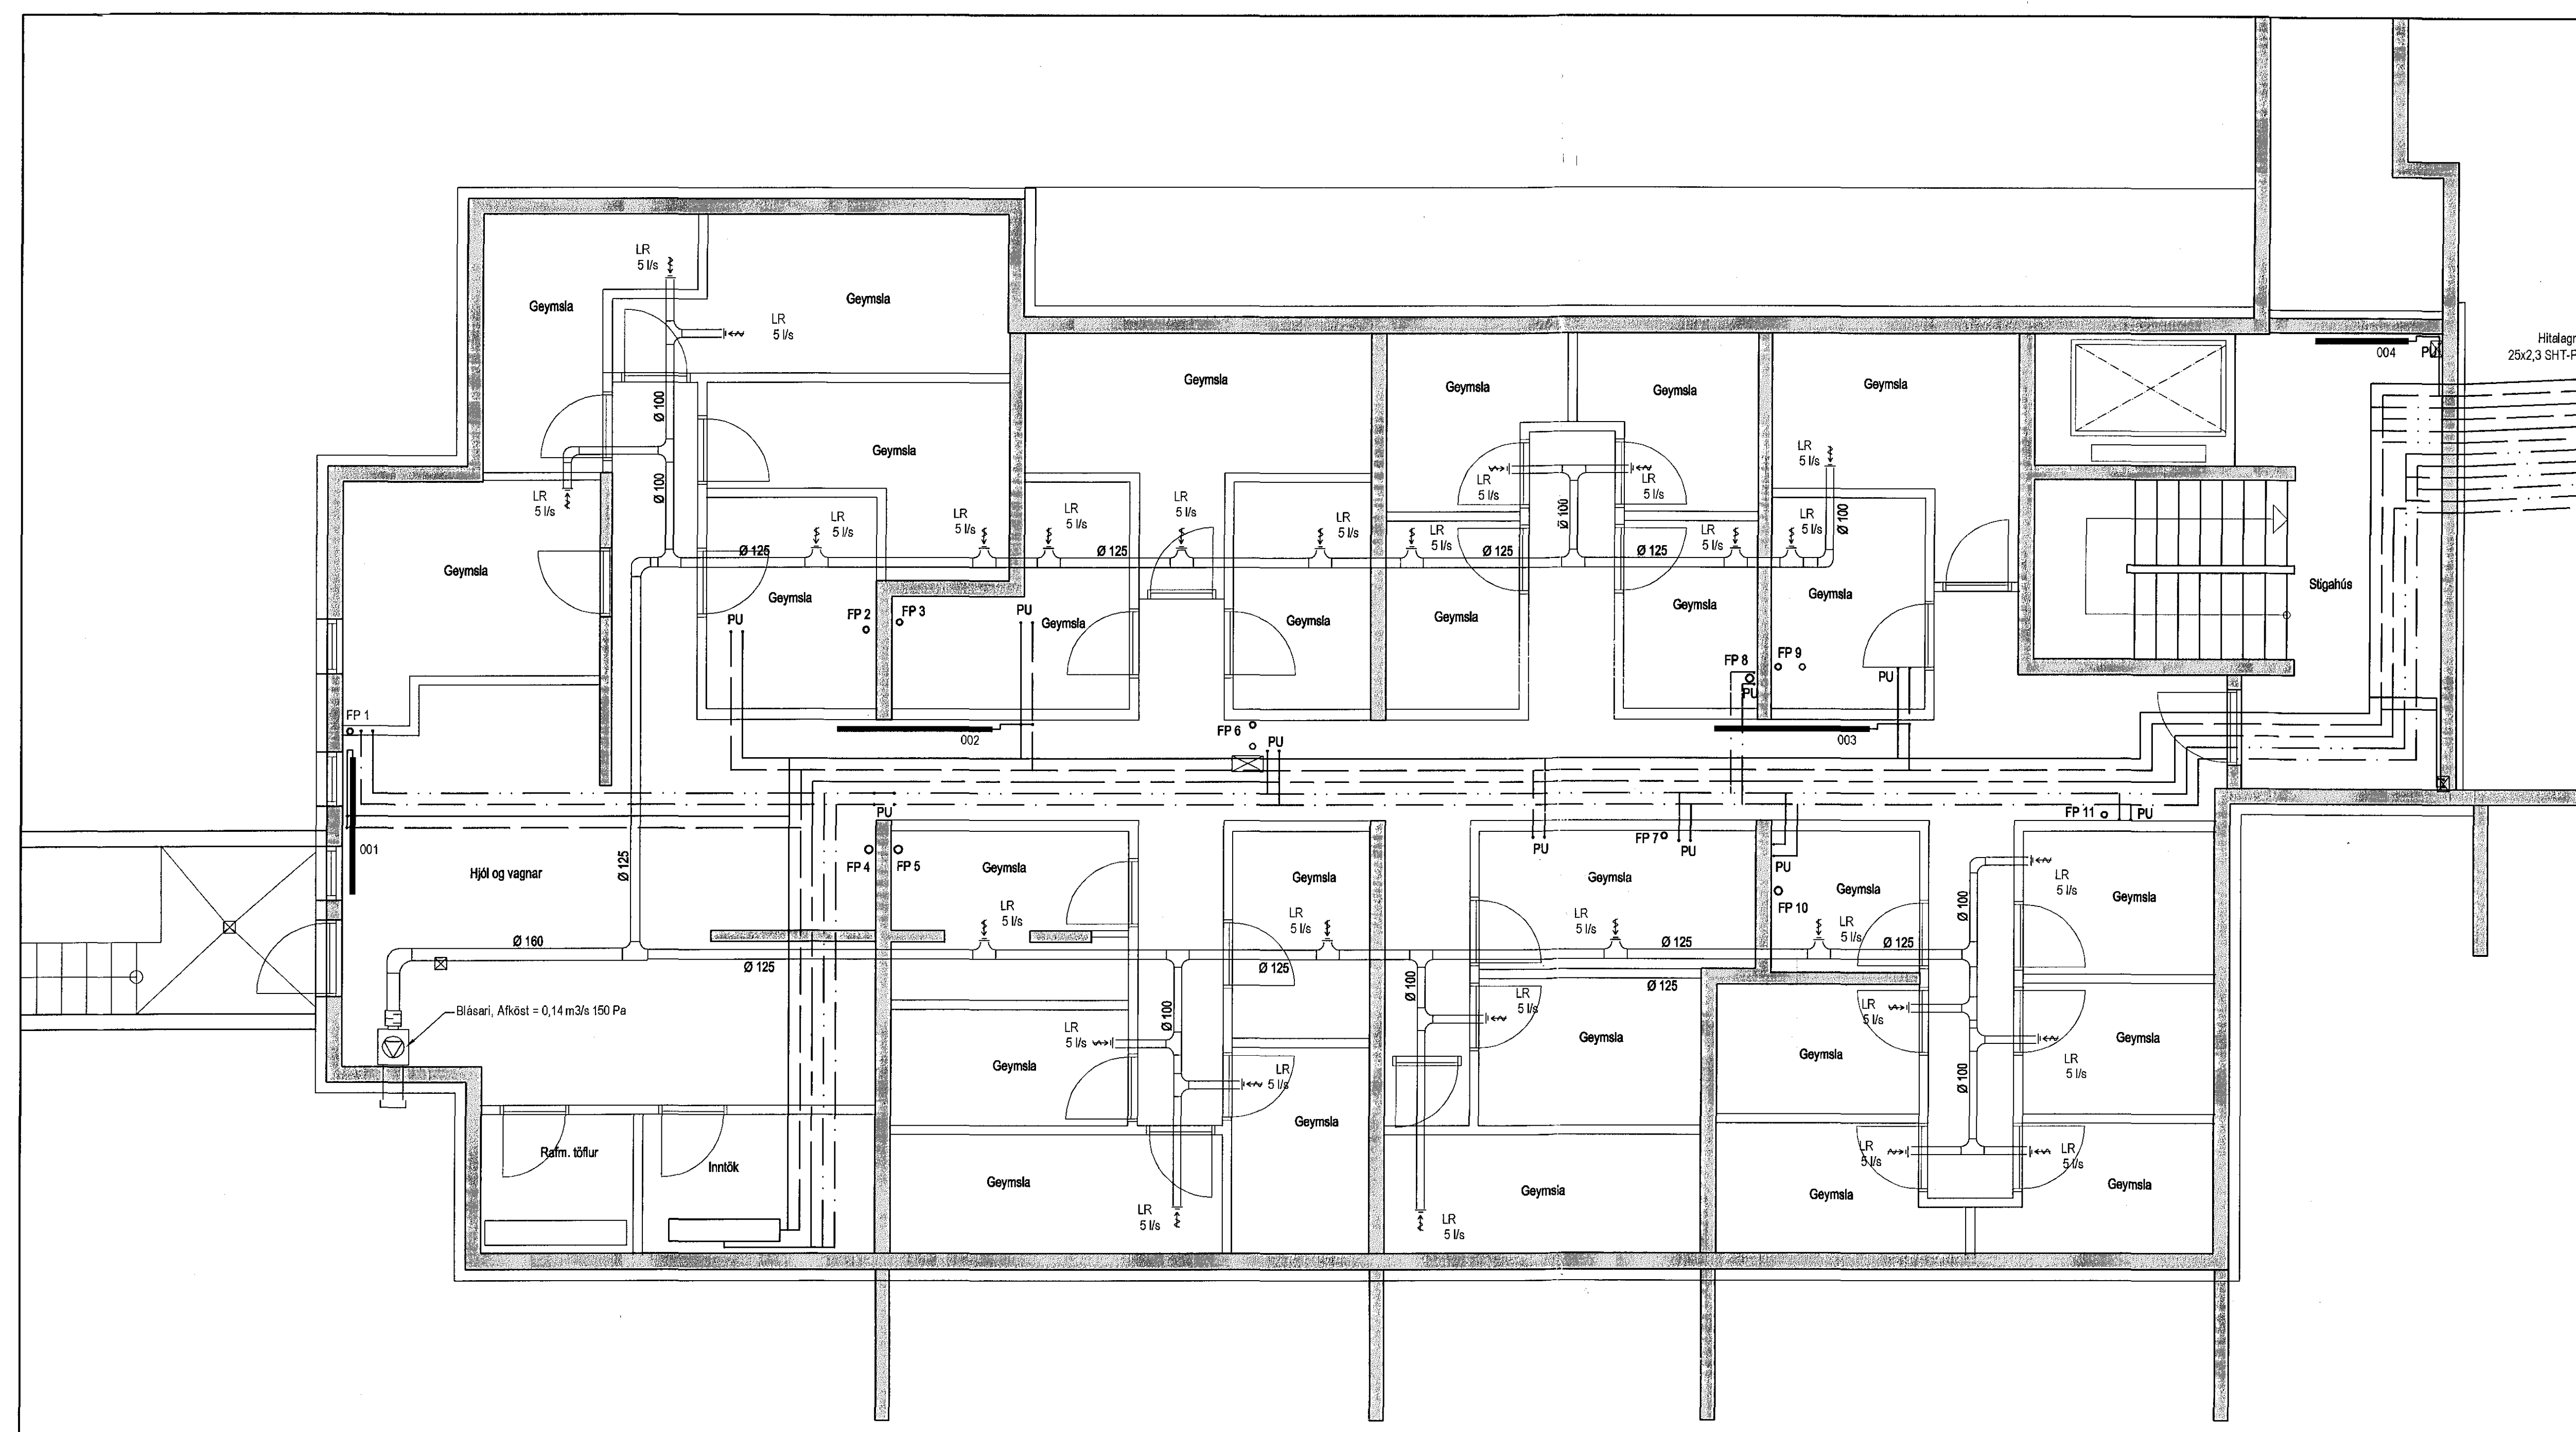 LR
5 l/s
Geymsla
Geymsla
LR
5 l/s
Hitalagn
25x2,3 SHT-P
004
PU
Geymsla
Geymsla
Geymsla
Geymsla
Ø 100
Geymsla
LR
5 l/s
Ø 100
LR
5 l/s
LR
5 l/s
LR
5 l/s
LR
5 l/s
LR
5 l/s
LR
5 l/s
LR
5 l/s
LR
5 l/s
Ø 100
LR
5 l/s
LR
5 l/s
LR
5 l/s
Ø 100
Ø 125
Ø 125
Ø 125
Ø 125
Geymsla
Geymsla
Stigahús
FP 2
FP 3
PU
PU
Geymsla
Geymsla
Geymsla
Geymsla
Geymsla
FP 8
FP 9
PU
PU
FP 1
FP 6
PU
002
003
PU
FP 11
PU
001
Ø 125
FP 4
FP 5
PU
FP 7
PU
PU
Hjól og vagnar
Geymsla
Geymsla
Geymsla
Geymsla
Geymsla
LR
5 l/s
FP 10
Ø 100
LR
5 l/s
LR
5 l/s
LR
5 l/s
LR
5 l/s
Ø 160
Ø 125
Ø 125
Ø 125
Ø 125
Ø 125
Blásari, Afköst = 0,14 m3/s 150 Pa
Ø 100
Ø 100
LR
5 l/s
LR
5 l/s
LR
5 l/s
Geymsla
Geymsla
Geymsla
Geymsla
LR
5 l/s
LR
5 l/s
Ø 100
Geymsla
Rafm. töflur
Inntök
Geymsla
Geymsla
Geymsla
Geymsla
LR
5 l/s
LR
5 l/s
LR
5 l/s
LR
5 l/s